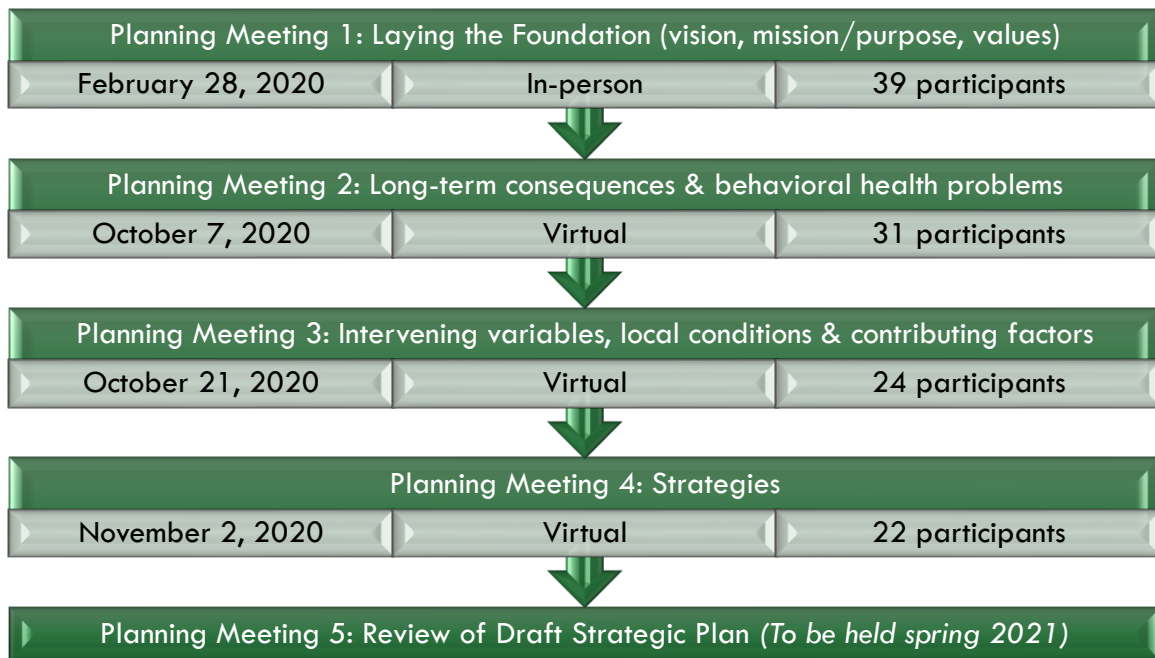 Planning Meeting 1: Laying the Foundation (vision, mission/purpose, values)
February 28, 2020 In-person 39 participants
Planning Meeting 2: Long-term consequences & behavioral health problems
October 7, 2020 Virtual 31 participants
Planning Meeting 3: Intervening variables, local conditions & contributing factors
October 21, 2020 Virtual 24 participants
Planning Meeting 4: Strategies
November 2, 2020 Virtual 22 participants
Planning Meeting 5: Review of Draft Strategic Plan (To be held spring 2021)